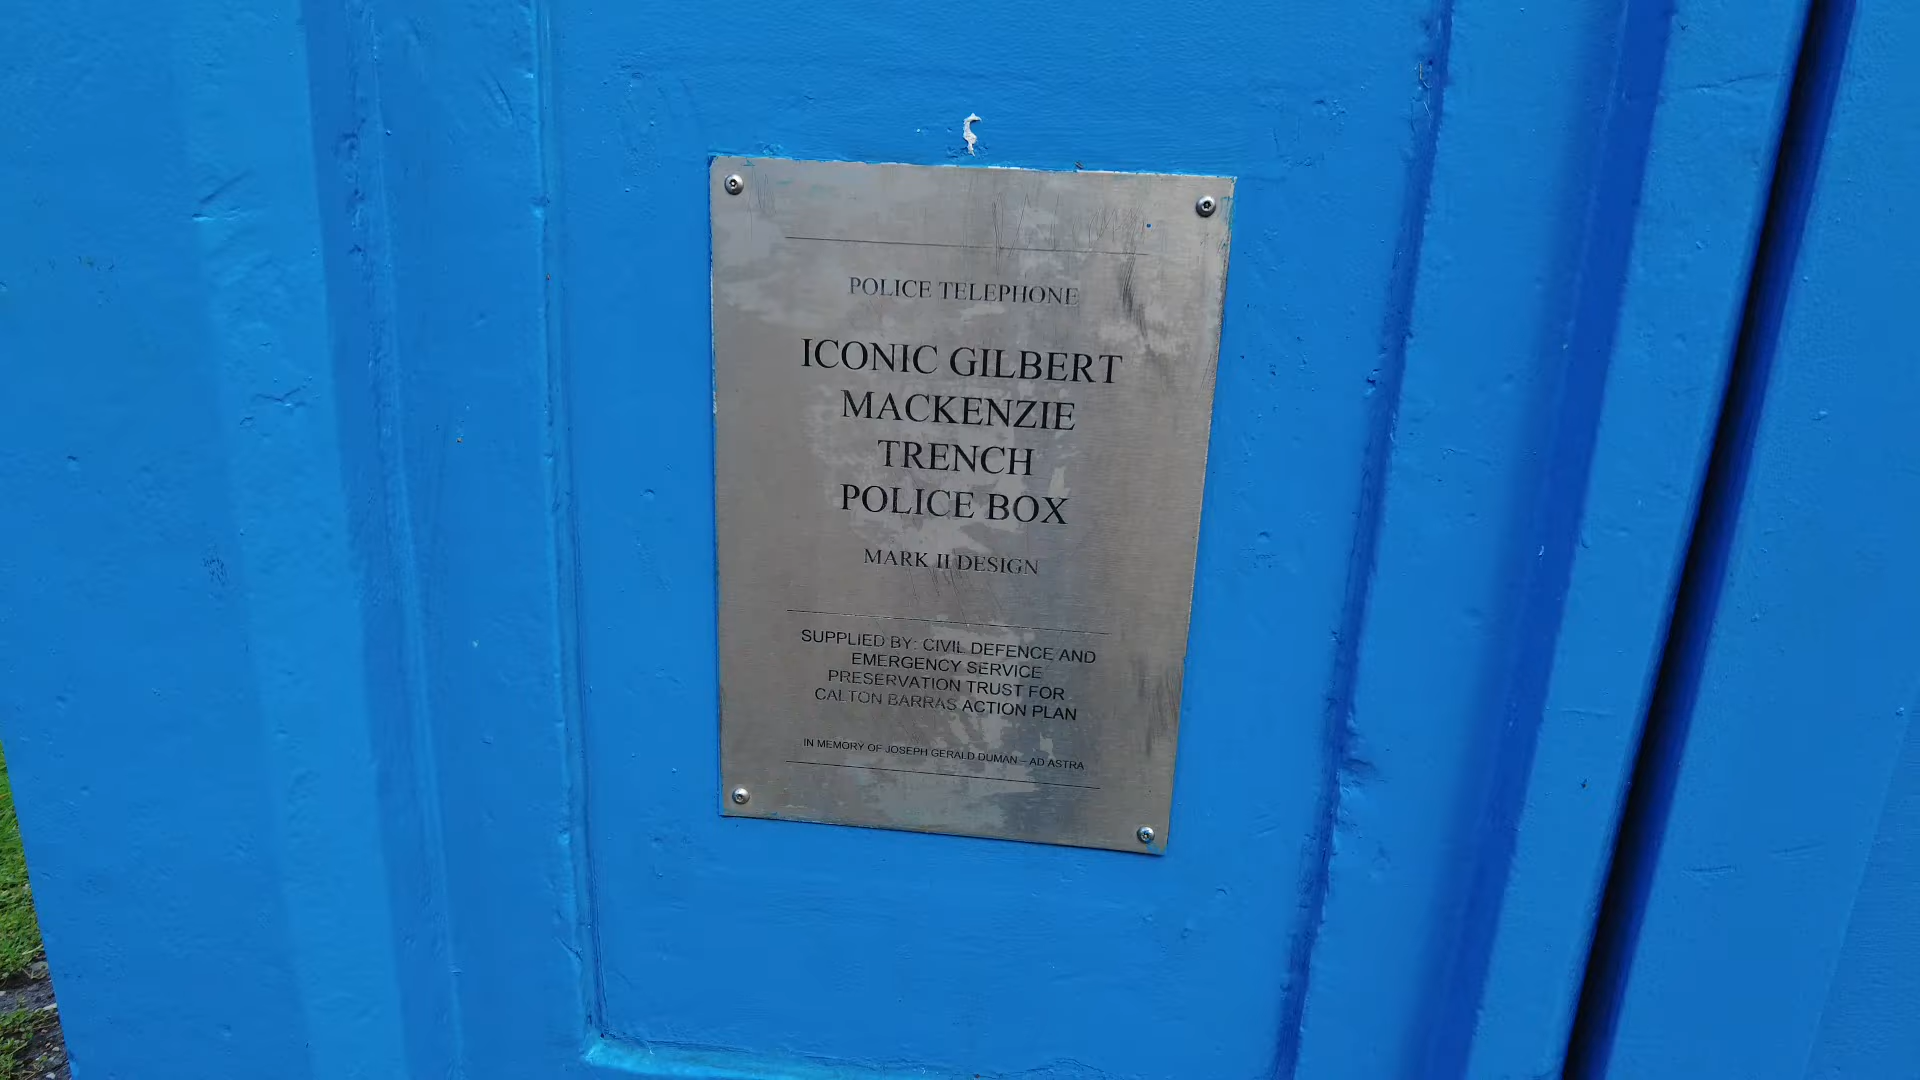 POLICE TELEPHONE
ICONIC GILBERT
MACKENZIE
TRENCH
POLICE BOX
MARK II DESIGN
SUPPLIED BY: CIVIL DEFENCE AND
EMERGENCY SERVICE
PRESERVATION TRUST FOR
CALTON BARRAS ACTION PLAN
IN MEMORY OF JOSEPH GERALD DUMAN – AD ASTRA